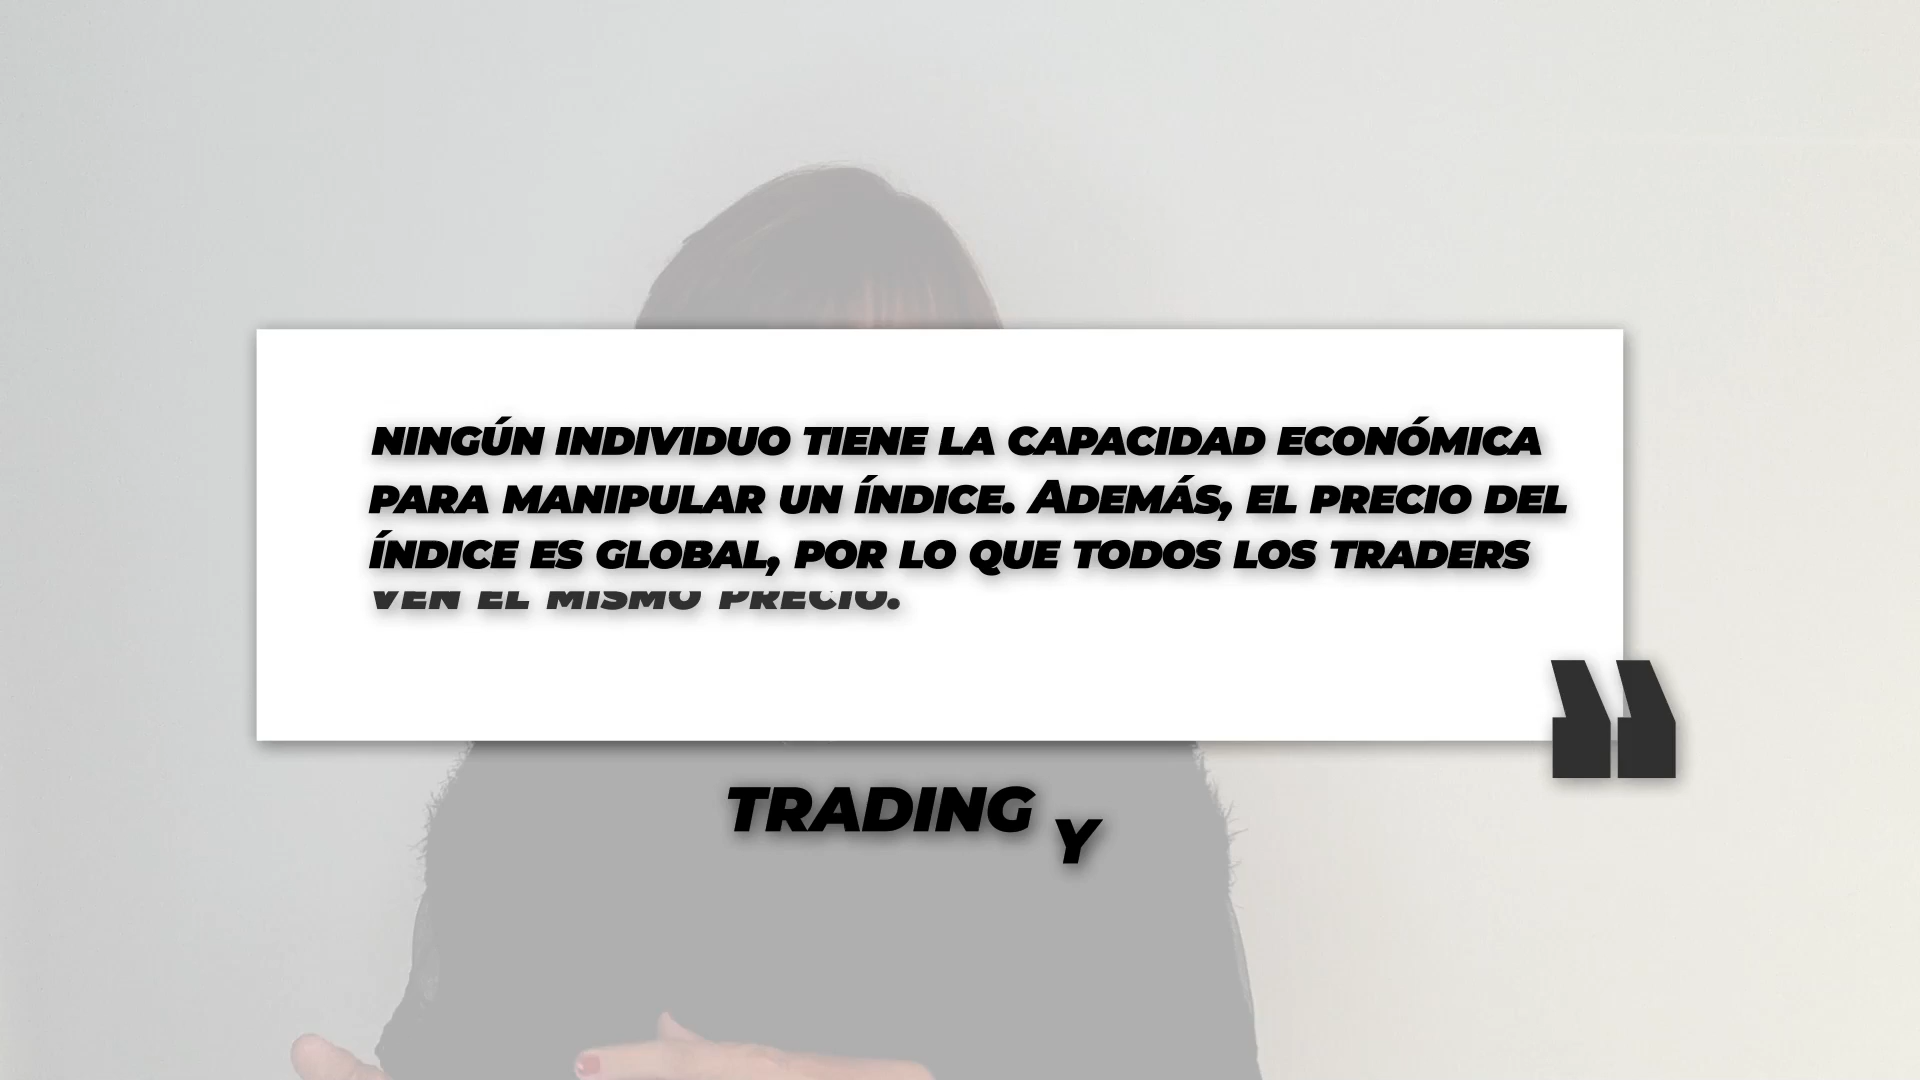 NINGÚN INDIVIDUO TIENE LA CAPACIDAD ECONÓMICA
PARA MANIPULAR UN ÍNDICE. ADEMÁS, EL PRECIO DEL
ÍNDICE ES GLOBAL, POR LO QUE TODOS LOS TRADERS
VEN EL MISMO PRECIO.
"
TRADING Y